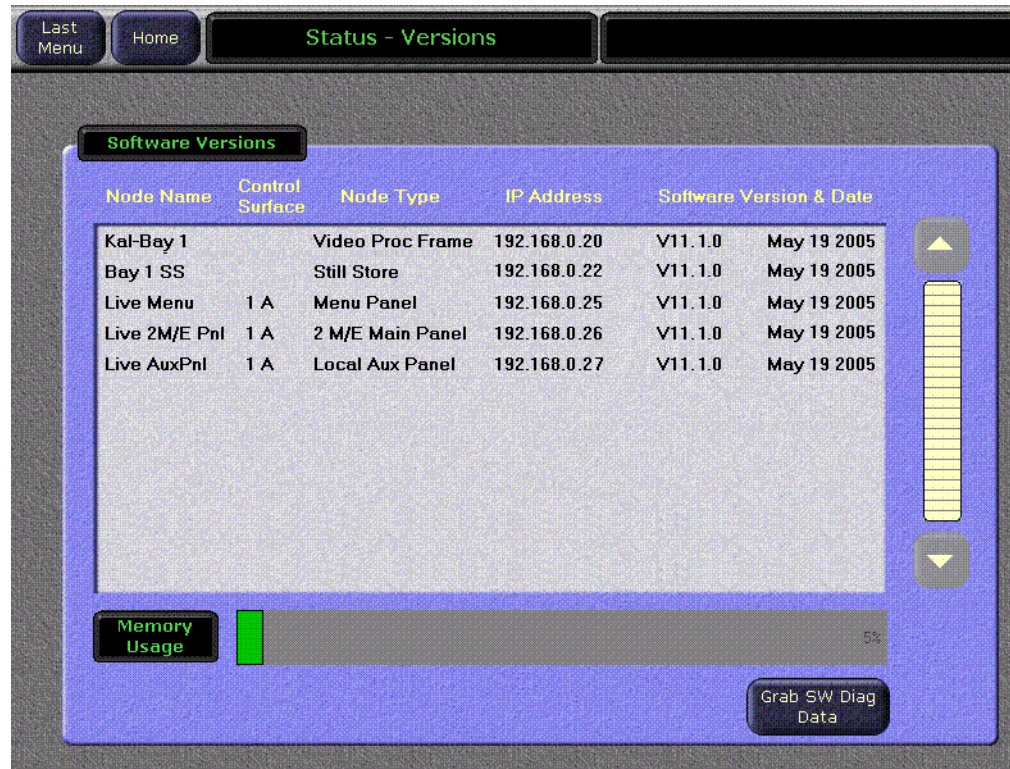 Last Menu Home Status - Versions
Software Versions
Node Name Control Surface Node Type IP Address Software Version & Date
Kal-Bay 1 Video Proc Frame 192.168.0.20 V11.1.0 May 19 2005
Bay 1 SS Still Store 192.168.0.22 V11.1.0 May 19 2005
Live Menu 1 A Menu Panel 192.168.0.25 V11.1.0 May 19 2005
Live 2M/E Pnl 1 A 2 M/E Main Panel 192.168.0.26 V11.1.0 May 19 2005
Live AuxPnl 1 A Local Aux Panel 192.168.0.27 V11.1.0 May 19 2005
Memory Usage 5%
Grab SW Diag
Data